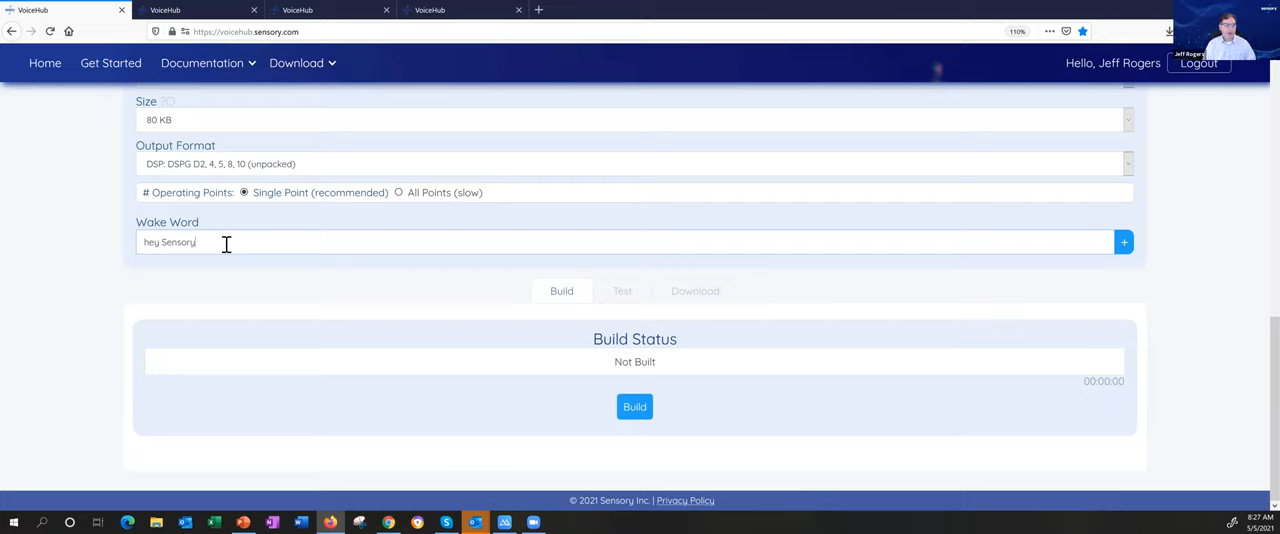 VoiceHub
VoiceHub
VoiceHub
VoiceHub
https://voicehub.sensory.com
110%
sensory
Jeff Rogers
Home
Get Started
Documentation
Download
Hello, Jeff Rogers
Logout
Size
80 KB
Output Format
DSP: DSPG D2, 4, 5, 8, 10 (unpacked)
# Operating Points: Single Point (recommended) All Points (slow)
Wake Word
hey Sensory
+
Build
Test
Download
Build Status
Not Built
00:00:00
Build
© 2021 Sensory Inc. | Privacy Policy
8:27 AM
5/5/2021